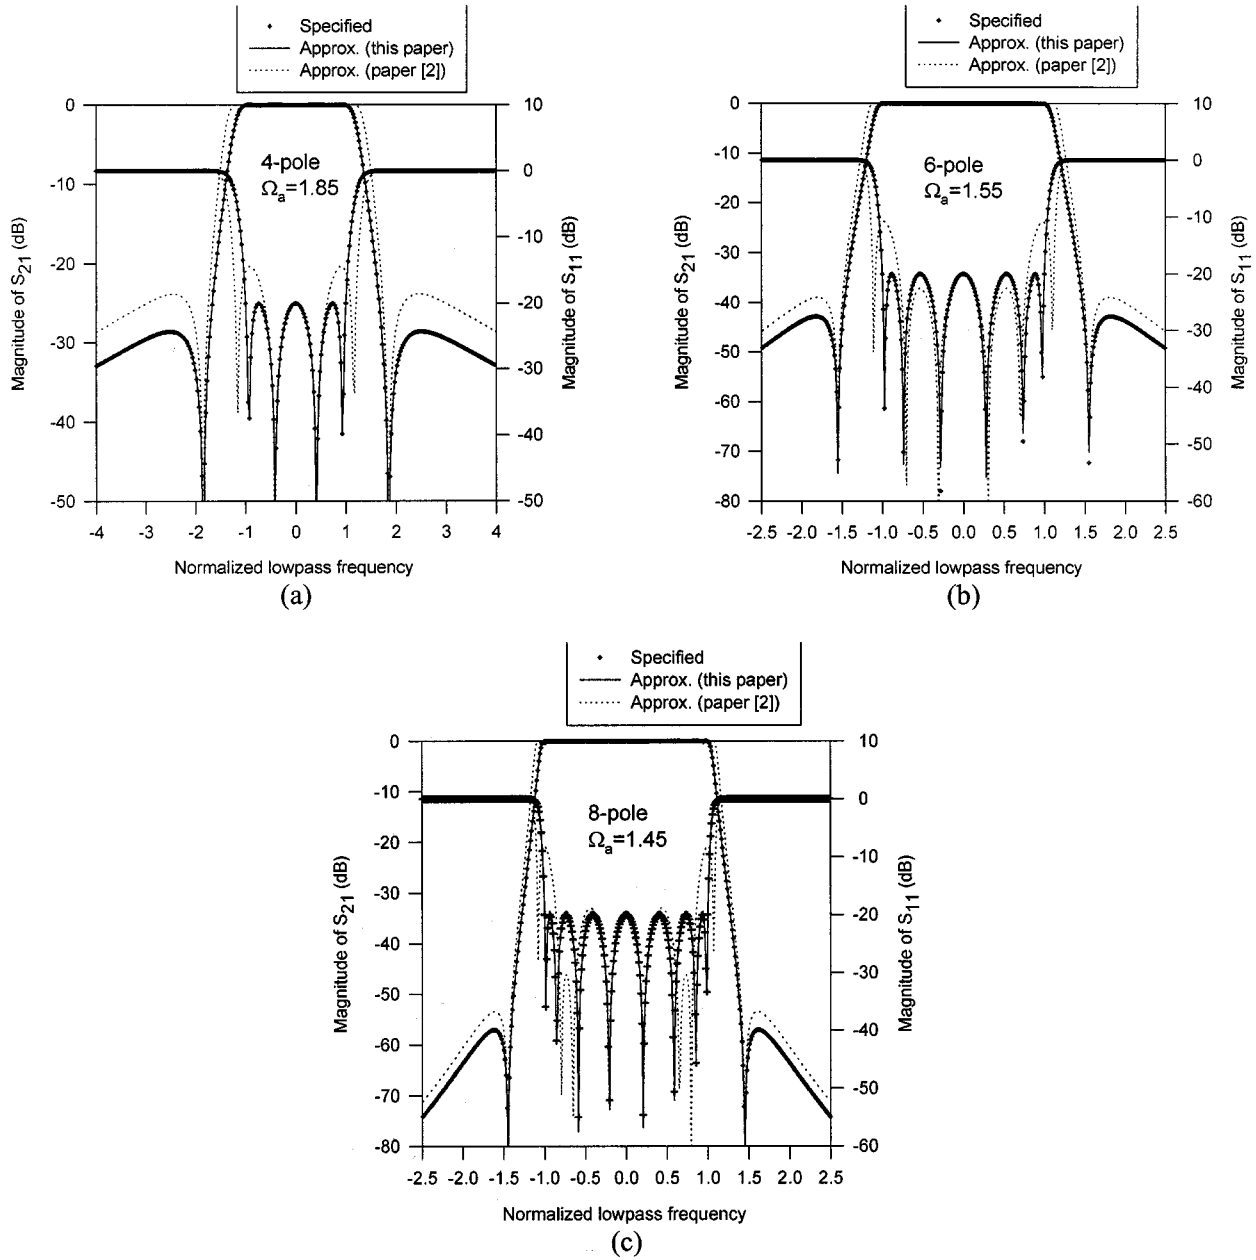 Specified
Approx. (this paper)
Approx. (paper [2])
4-pole
Ωa=1.85
0
-10
-20
-30
-40
-50
10
0
-10
-20
-30
-40
-50
Magnitude of S21 (dB)
Magnitude of S11 (dB)
-4 -3 -2 -1 0 1 2 3 4
Normalized lowpass frequency
(a)
Specified
Approx. (this paper)
Approx. (paper [2])
6-pole
Ωa=1.55
0
-10
-20
-30
-40
-50
-60
-70
-80
10
0
-10
-20
-30
-40
-50
-60
Magnitude of S21 (dB)
Magnitude of S11 (dB)
-2.5 -2.0 -1.5 -1.0 -0.5 0.0 0.5 1.0 1.5 2.0 2.5
Normalized lowpass frequency
(b)
Specified
Approx. (this paper)
Approx. (paper [2])
8-pole
Ωa=1.45
0
-10
-20
-30
-40
-50
-60
-70
-80
10
0
-10
-20
-30
-40
-50
-60
Magnitude of S21 (dB)
Magnitude of S11 (dB)
-2.5 -2.0 -1.5 -1.0 -0.5 0.0 0.5 1.0 1.5 2.0 2.5
Normalized lowpass frequency
(c)